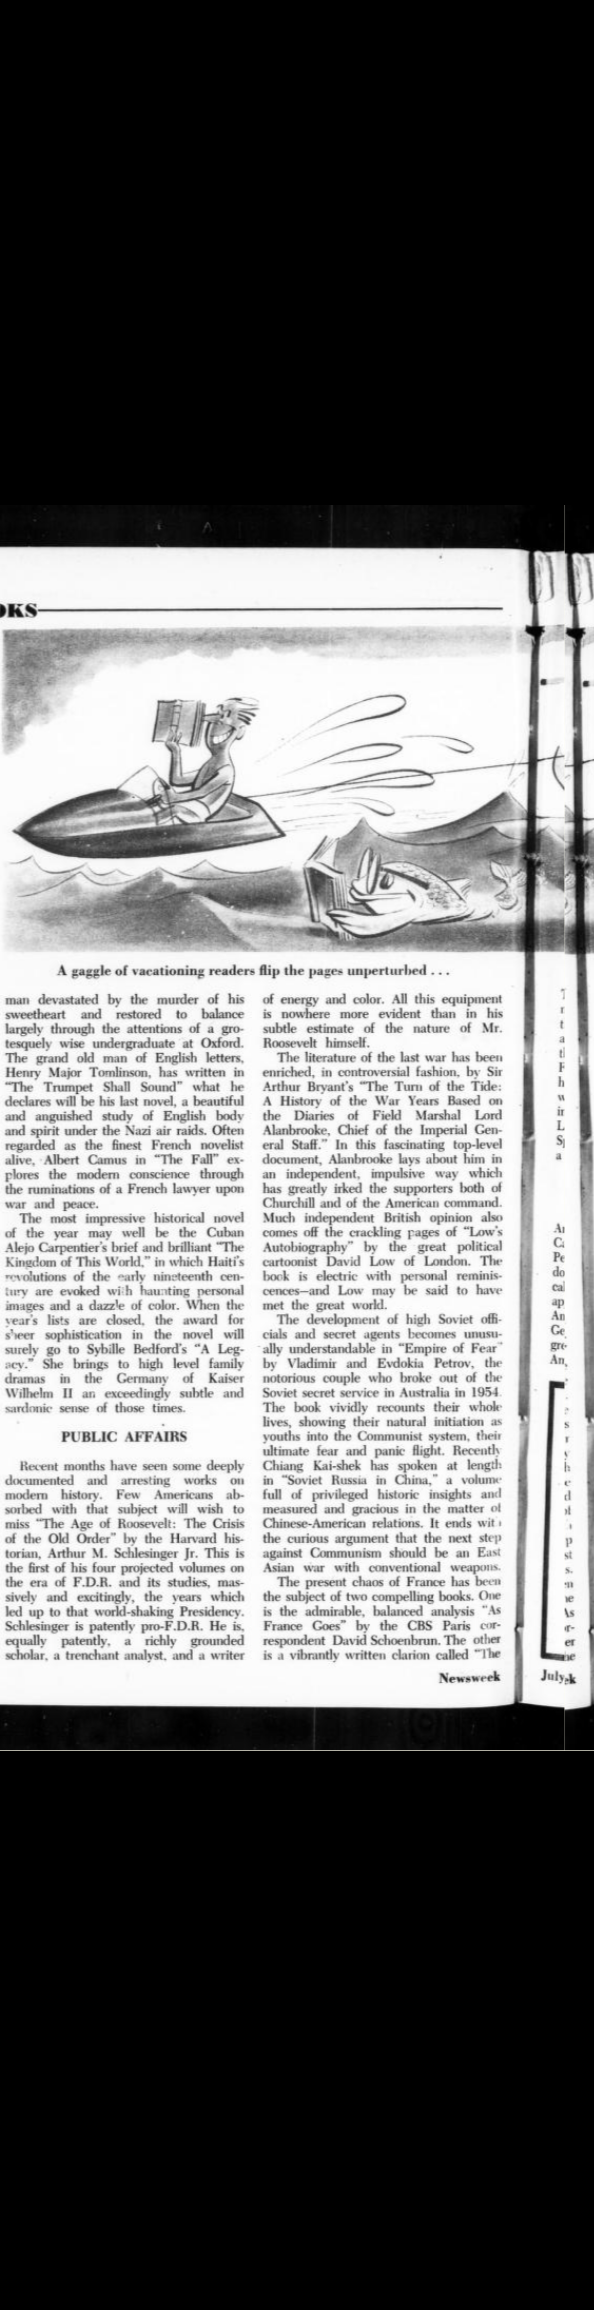 OKS
A gaggle of vacationing readers flip the pages unperturbed . . .
man devastated by the murder of his
sweetheart and restored to balance
largely through the attentions of a gro-
tesquely wise undergraduate at Oxford.
The grand old man of English letters,
Henry Major Tomlinson, has written in
"The Trumpet Shall Sound" what he
declares will be his last novel, a beautiful
and anguished study of English body
and spirit under the Nazi air raids. Often
regarded as the finest French novelist
alive, Albert Camus in "The Fall" ex-
plores the modern conscience through
the ruminations of a French lawyer upon
war and peace.
The most impressive historical novel
of the year may well be the Cuban
Alejo Carpentier's brief and brilliant "The
Kingdom of This World," in which Haiti's
revolutions of the early nineteenth cen-
tury are evoked with haunting personal
images and a dazzle of color. When the
year's lists are closed, the award for
sheer sophistication in the novel will
surely go to Sybille Bedford's "A Leg-
acy." She brings to high level family
dramas in the Germany of Kaiser
Wilhelm II an exceedingly subtle and
sardonic sense of those times.
PUBLIC AFFAIRS
Recent months have seen some deeply
documented and arresting works on
modern history. Few Americans ab-
sorbed with that subject will wish to
miss "The Age of Roosevelt: The Crisis
of the Old Order" by the Harvard his-
torian, Arthur M. Schlesinger Jr. This is
the first of his four projected volumes on
the era of F.D.R. and its studies, mas-
sively and excitingly, the years which
led up to that world-shaking Presidency.
Schlesinger is patently pro-F.D.R. He is,
equally patently, a richly grounded
scholar, a trenchant analyst, and a writer
of energy and color. All this equipment
is nowhere more evident than in his
subtle estimate of the nature of Mr.
Roosevelt himself.
The literature of the last war has been
enriched, in controversial fashion, by Sir
Arthur Bryant's "The Turn of the Tide:
A History of the War Years Based on
the Diaries of Field Marshal Lord
Alanbrooke, Chief of the Imperial Gen-
eral Staff." In this fascinating top-level
document, Alanbrooke lays about him in
an independent, impulsive way which
has greatly irked the supporters both of
Churchill and of the American command.
Much independent British opinion also
comes off the crackling pages of "Low's
Autobiography" by the great political
cartoonist David Low of London. The
book is electric with personal reminis-
cences—and Low may be said to have
met the great world.
The development of high Soviet offi-
cials and secret agents becomes unusu-
ally understandable in "Empire of Fear"
by Vladimir and Evdokia Petrov, the
notorious couple who broke out of the
Soviet secret service in Australia in 1954.
The book vividly recounts their whole
lives, showing their natural initiation as
youths into the Communist system, their
ultimate fear and panic flight. Recently
Chiang Kai-shek has spoken at length
in "Soviet Russia in China," a volume
full of privileged historic insights and
measured and gracious in the matter of
Chinese-American relations. It ends with
the curious argument that the next step
against Communism should be an East
Asian war with conventional weapons.
The present chaos of France has been
the subject of two compelling books. One
is the admirable, balanced analysis "As
France Goes" by the CBS Paris cor-
respondent David Schoenbrun. The other
is a vibrantly written clarion called "The
Newsweek
July